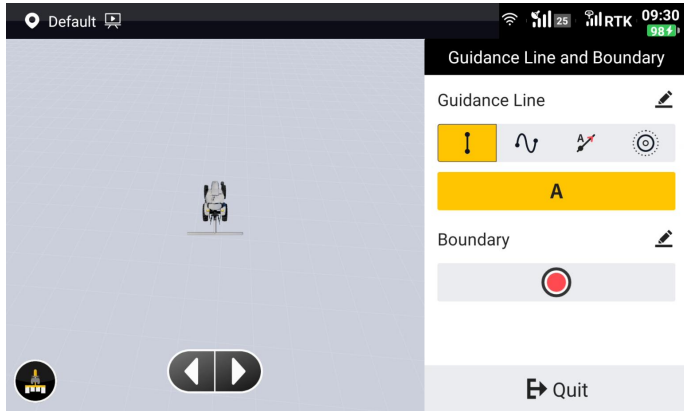 Default
25
RTK
09:30
98
Guidance Line and Boundary
Guidance Line
A
A
Boundary
Quit